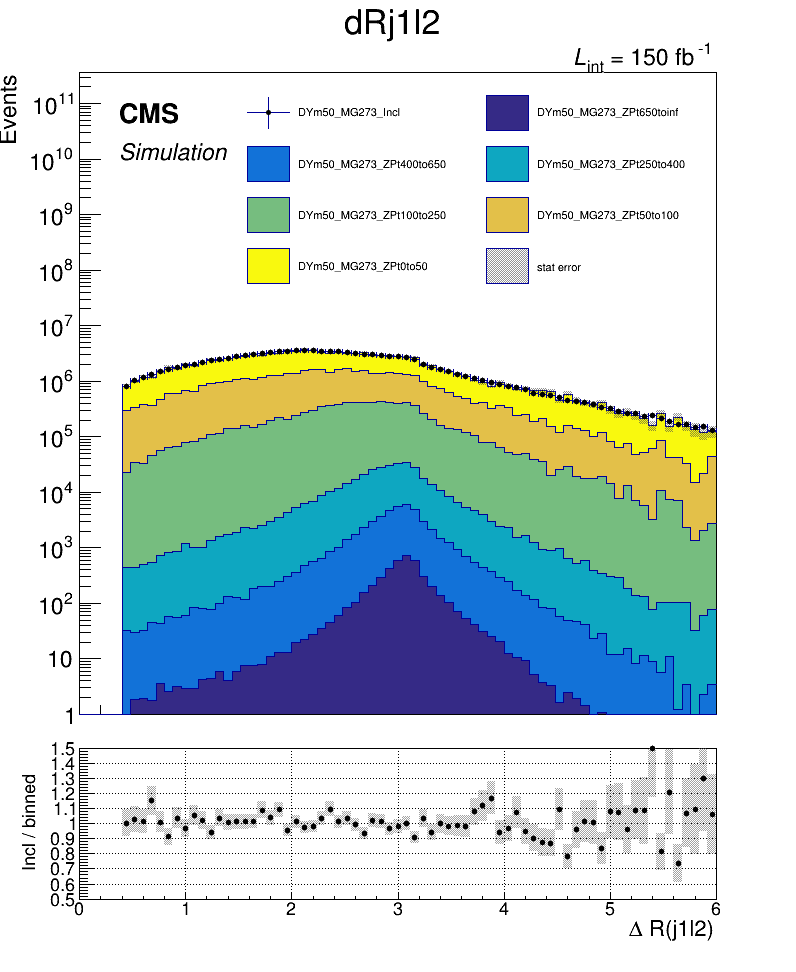 dRj1l2
L_int = 150 fb^-1
Events
CMS
Simulation
DYm50_MG273_Incl
DYm50_MG273_ZPt650toinf
DYm50_MG273_ZPt400to650
DYm50_MG273_ZPt250to400
DYm50_MG273_ZPt100to250
DYm50_MG273_ZPt50to100
DYm50_MG273_ZPt0to50
stat error
10^11
10^10
10^9
10^8
10^7
10^6
10^5
10^4
10^3
10^2
10
1
Incl / binned
1.5
1.4
1.3
1.2
1.1
1
0.9
0.8
0.7
0.6
0.5
0 1 2 3 4 5 6
Δ R(j1l2)